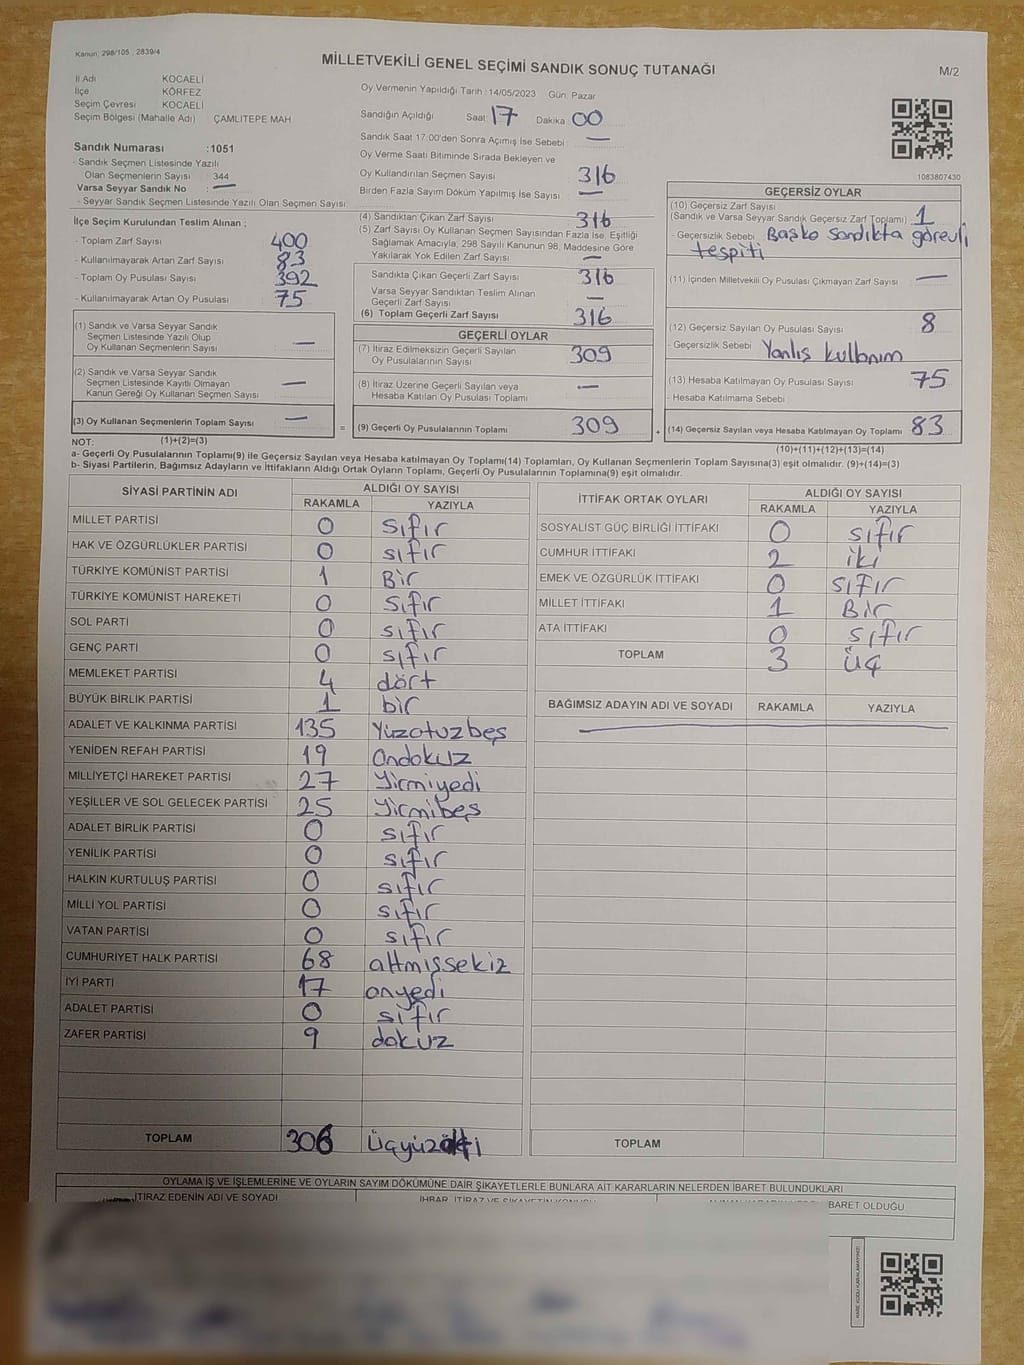 Kanun; 298/105 , 2839/4
MİLLETVEKİLİ GENEL SEÇİMİ SANDIK SONUÇ TUTANAĞI
M/2
İl Adı KOCAELİ
İlçe KÖRFEZ
Seçim Çevresi KOCAELİ
Seçim Bölgesi (Mahalle Adı) ÇAMLITEPE MAH.
Sandık Numarası :1051
- Sandık Seçmen Listesinde Yazılı
Olan Seçmenlerin Sayısı 344
Varsa Seyyar Sandık No : —
- Seyyar Sandık Seçmen Listesinde Yazılı Olan Seçmen Sayısı:
İlçe Seçim Kurulundan Teslim Alınan ;
- Toplam Zarf Sayısı 400
- Kullanılmayarak Artan Zarf Sayısı 83
- Toplam Oy Pusulası Sayısı 392
- Kullanılmayarak Artan Oy Pusulası 75
(1) Sandık ve Varsa Seyyar Sandık
Seçmen Listesinde Yazılı Olup
Oy Kullanan Seçmenlerin Sayısı —
(2) Sandık ve Varsa Seyyar Sandık
Seçmen Listesinde Kayıtlı Olmayan
Kanun Gereği Oy Kullanan Seçmen Sayısı —
(3) Oy Kullanan Seçmenlerin Toplam Sayısı — =
Oy Vermenin Yapıldığı Tarih :14/05/2023 Gün: Pazar
Sandığın Açıldığı Saat: 17 Dakika: 00
Sandık Saat 17:00'den Sonra Açımış İse Sebebi : —
Oy Verme Saati Bitiminde Sırada Bekleyen ve
Oy Kullandırılan Seçmen Sayısı 316
Birden Fazla Sayım Döküm Yapılmış İse Sayısı —
(4) Sandıktan Çıkan Zarf Sayısı 316
(5) Zarf Sayısı Oy Kullanan Seçmen Sayısından Fazla İse, Eşitliği
Sağlamak Amacıyla, 298 Sayılı Kanunun 98. Maddesine Göre
Yakılarak Yok Edilen Zarf Sayısı —
Sandıkta Çıkan Geçerli Zarf Sayısı 316
Varsa Seyyar Sandıktan Teslim Alınan
Geçerli Zarf Sayısı —
(6) Toplam Geçerli Zarf Sayısı 316
GEÇERLİ OYLAR
(7) İtiraz Edilmeksizin Geçerli Sayılan
Oy Pusulalarının Sayısı 309
(8) İtiraz Üzerine Geçerli Sayılan veya
Hesaba Katılan Oy Pusulası Toplamı —
(9) Geçerli Oy Pusulalarının Toplamı 309 +
1083807430
GEÇERSİZ OYLAR
(10) Geçersiz Zarf Sayısı
(Sandık ve Varsa Seyyar Sandık Geçersiz Zarf Toplamı) 1
- Geçersizlik Sebebi Başka Sandıkta görevli
tespiti
(11) İçinden Milletvekili Oy Pusulası Çıkmayan Zarf Sayısı —
(12) Geçersiz Sayılan Oy Pusulası Sayısı 8
- Geçersizlik Sebebi Yanlış kullanım
(13) Hesaba Katılmayan Oy Pusulası Sayısı 75
- Hesaba Katılmama Sebebi
(14) Geçersiz Sayılan veya Hesaba Katılmayan Oy Toplamı 83
NOT: (1)+(2)=(3)
(10)+(11)+(12)+(13)=(14)
a- Geçerli Oy Pusulalarının Toplamı(9) ile Geçersiz veya Hesaba katılmayan Oy Toplamı(14) Toplamları, Oy Kullanan Seçmenlerin Toplam Sayısına(3) eşit olmalıdır. (9)+(14)=(3)
b- Siyasi Partilerin, Bağımsız Adayların ve İttifakların Aldığı Ortak Oyların Toplamı, Geçerli Oy Pusulalarının Toplamına(9) eşit olmalıdır.
SİYASİ PARTİNİN ADI ALDIĞI OY SAYISI
RAKAMLA YAZIYLA
MİLLET PARTİSİ 0 sıfır
HAK VE ÖZGÜRLÜKLER PARTİSİ 0 sıfır
TÜRKİYE KOMÜNİST PARTİSİ 1 Bir
TÜRKİYE KOMÜNİST HAREKETİ 0 sıfır
SOL PARTİ 0 sıfır
GENÇ PARTİ 0 sıfır
MEMLEKET PARTİSİ 4 dört
BÜYÜK BİRLİK PARTİSİ 1 bir
ADALET VE KALKINMA PARTİSİ 135 Yüzotuzbeş
YENİDEN REFAH PARTİSİ 19 Ondokuz
MİLLİYETÇİ HAREKET PARTİSİ 27 Yirmiyedi
YEŞİLLER VE SOL GELECEK PARTİSİ 25 Yirmibeş
ADALET BİRLİK PARTİSİ 0 sıfır
YENİLİK PARTİSİ 0 sıfır
HALKIN KURTULUŞ PARTİSİ 0 sıfır
MİLLİ YOL PARTİSİ 0 sıfır
VATAN PARTİSİ 0 sıfır
CUMHURİYET HALK PARTİSİ 68 altmışsekiz
İYİ PARTİ 17 onyedi
ADALET PARTİSİ 0 sıfır
ZAFER PARTİSİ 9 dokuz
TOPLAM 306 Üçyüzaltı
İTTİFAK ORTAK OYLARI ALDIĞI OY SAYISI
RAKAMLA YAZIYLA
SOSYALİST GÜÇ BİRLİĞİ İTTİFAKI 0 sıfır
CUMHUR İTTİFAKI 2 iki
EMEK VE ÖZGÜRLÜK İTTİFAKI 0 sıfır
MİLLET İTTİFAKI 1 Bir
ATA İTTİFAKI 0 sıfır
TOPLAM 3 üç
BAĞIMSIZ ADAYIN ADI VE SOYADI RAKAMLA YAZIYLA
TOPLAM
OYLAMA İŞ VE İŞLEMLERİNE VE OYLARIN SAYIM DÖKÜMÜNE DAİR ŞİKAYETLERLE BUNLARA AİT KARARLARIN NELERDEN İBARET BULUNDUKLARI
İTİRAZ EDENİN ADI VE SOYADI İHBAR, İTİRAZ VE ŞİKAYETİN KONUSU BARET OLDUĞU